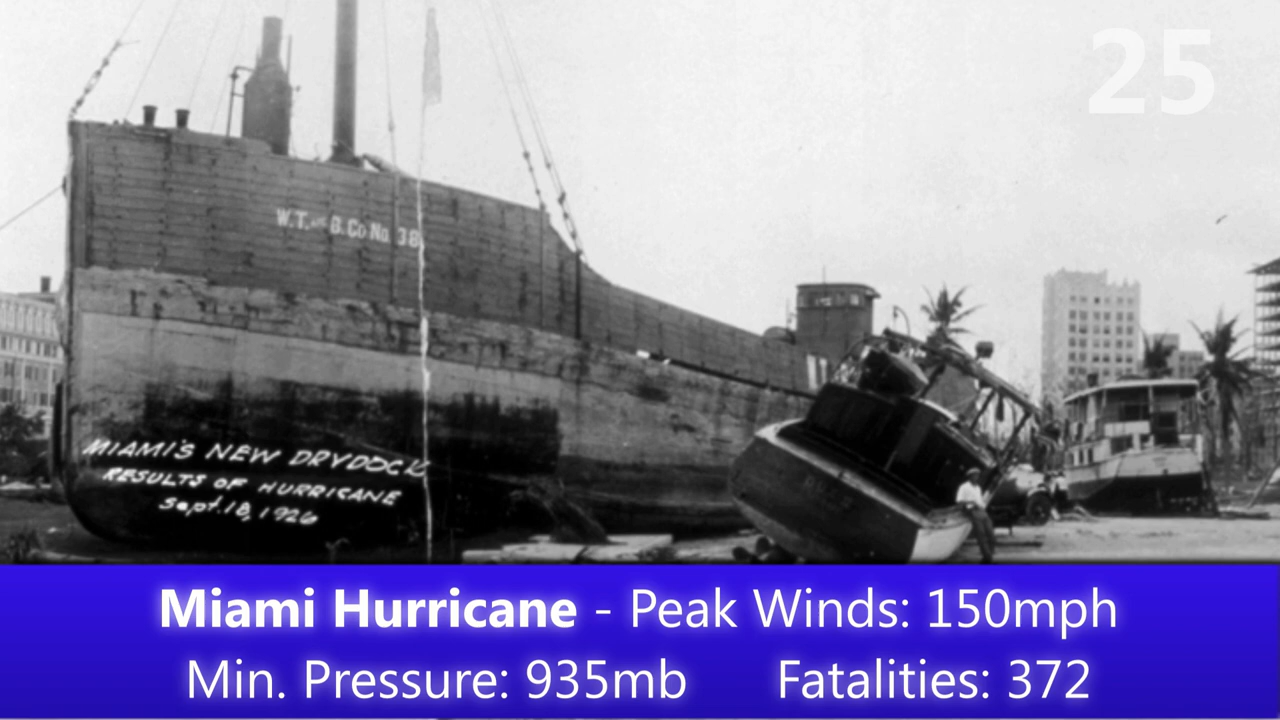 25
W.T. AND B. Co No. 38
MIAMI'S NEW DRYDOCK
RESULTS OF HURRICANE
Sept. 18, 1926
Miami Hurricane - Peak Winds: 150mph
Min. Pressure: 935mb Fatalities: 372